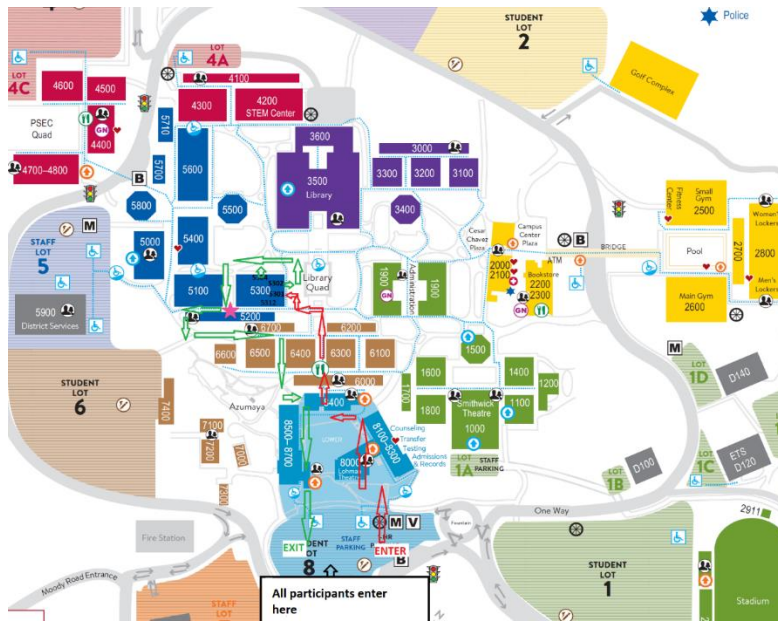 STUDENT
LOT
2
Police
LOT
4A
LOT
4C
4600
4500
4100
4300
4200
STEM Center
Golf Complex
PSEC
Quad
GN
4400
4700–4800
5710
5700
5600
3600
3500
Library
3000
3300
3200
3100
3400
B
M
STAFF
LOT
5
5800
5500
5000
5400
5100
5300
5200
5900
District Services
Library
Quad
1900
GN
Administration
1900
Cesar
Chavez
Plaza
Campus
Center
Plaza
B
ATM
BRIDGE
2000
2100
Bookstore
2200
2300
Fitness
Center
Small
Gym
2500
Woman's
Lockers
Pool
2700
2800
Men's
Lockers
Main Gym
2600
6700
6200
6600
6500
6400
6300
6100
6000
STUDENT
LOT
6
Azumaya
7400
7100
7200
7000
1500
1600
1400
1700
1800
Smithwick
Theatre
1000
1100
1200
M
LOT
1D
D140
LOT
1C
ETS
D120
D100
LOT
1B
LOT
1A
STAFF
PARKING
8500–8700
LOWER
8100–8300
8000
Lohman
Theatre
Counseling
Transfer
Testing
Admissions
& Records
One Way
Fountain
2911
Fire Station
Moody Road Entrance
EXIT
STAFF
PARKING
M
V
ENTER
B
LOT
8
All participants enter
here
STUDENT
LOT
1
Stadium
STAFF